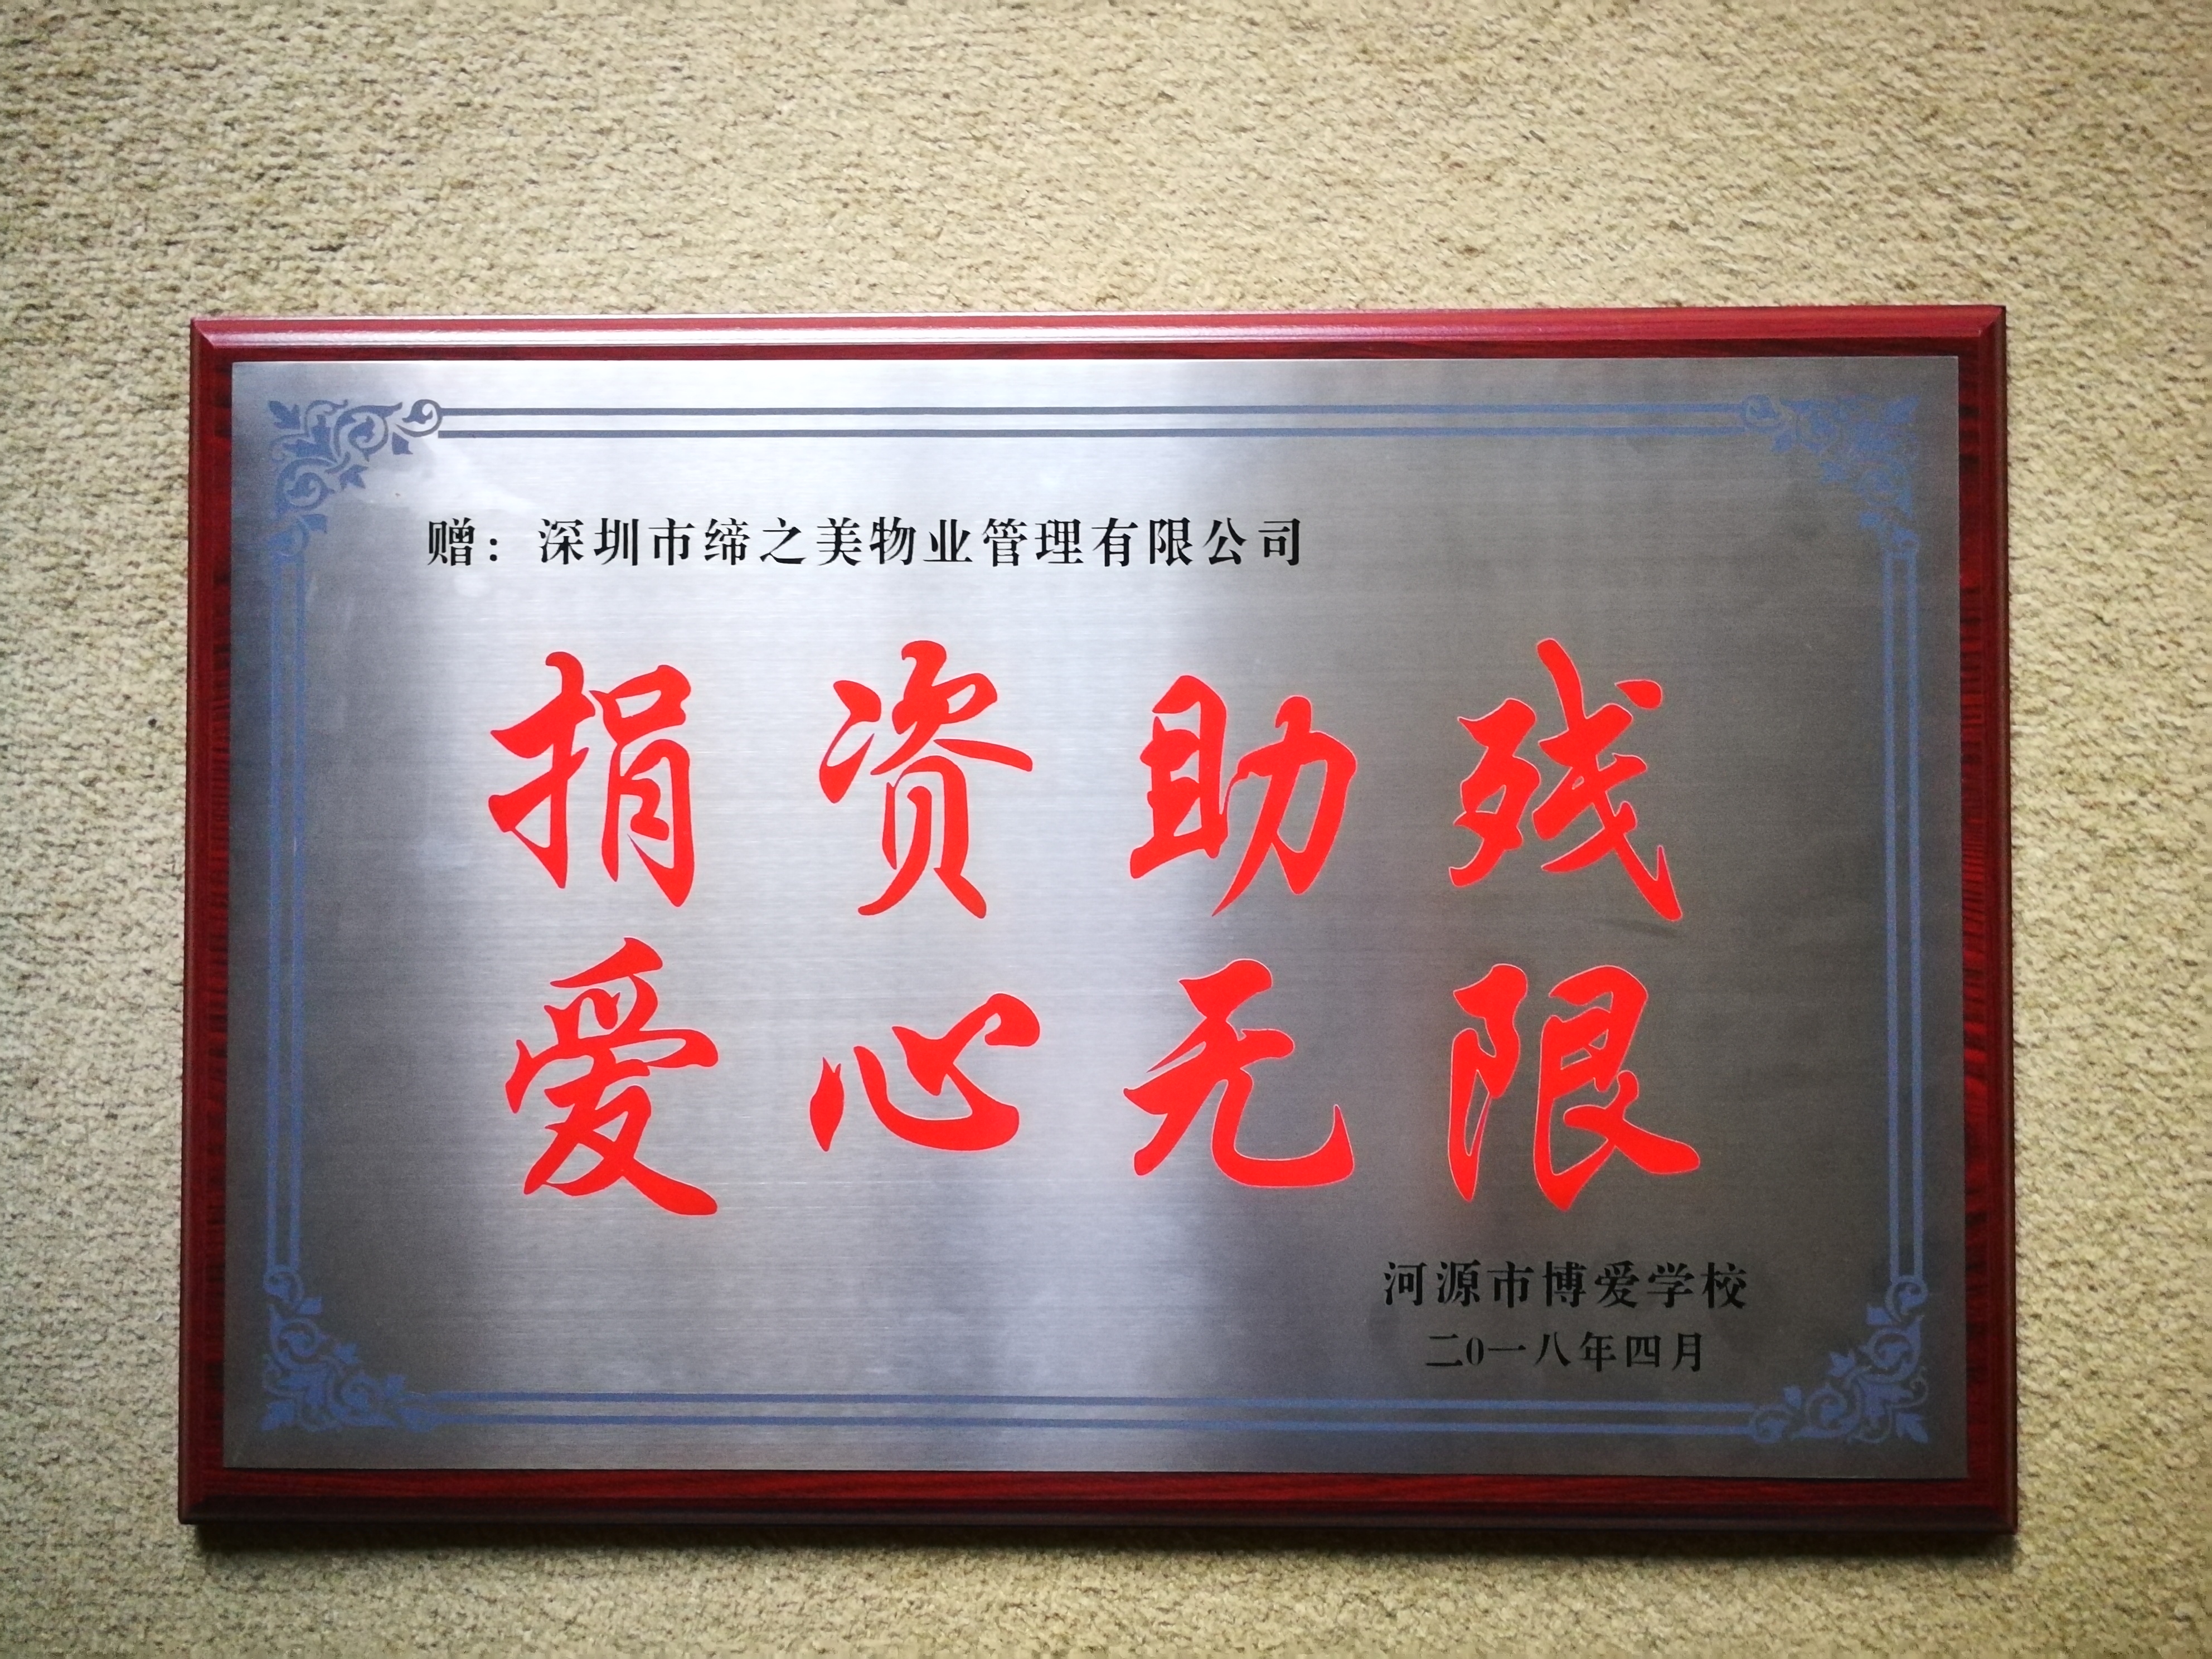 赠：深圳市缔之美物业管理有限公司
捐资助残
爱心无限
河源市博爱学校
二0一八年四月